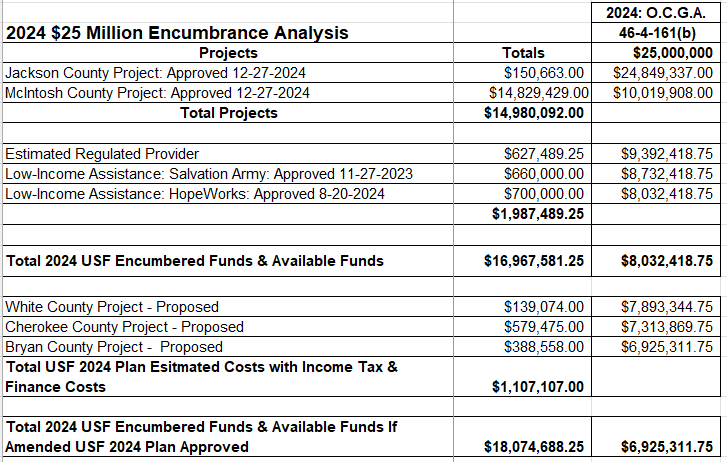 2024: O.C.G.A.
2024 $25 Million Encumbrance Analysis 46-4-161(b)
Projects Totals $25,000,000
Jackson County Project: Approved 12-27-2024 $150,663.00 $24,849,337.00
McIntosh County Project: Approved 12-27-2024 $14,829,429.00 $10,019,908.00
Total Projects $14,980,092.00
Estimated Regulated Provider $627,489.25 $9,392,418.75
Low-Income Assistance: Salvation Army: Approved 11-27-2023 $660,000.00 $8,732,418.75
Low-Income Assistance: HopeWorks: Approved 8-20-2024 $700,000.00 $8,032,418.75
$1,987,489.25
Total 2024 USF Encumbered Funds & Available Funds $16,967,581.25 $8,032,418.75
White County Project - Proposed $139,074.00 $7,893,344.75
Cherokee County Project - Proposed $579,475.00 $7,313,869.75
Bryan County Project - Proposed $388,558.00 $6,925,311.75
Total USF 2024 Plan Esitmated Costs with Income Tax &
Finance Costs $1,107,107.00
Total 2024 USF Encumbered Funds & Available Funds If
Amended USF 2024 Plan Approved $18,074,688.25 $6,925,311.75